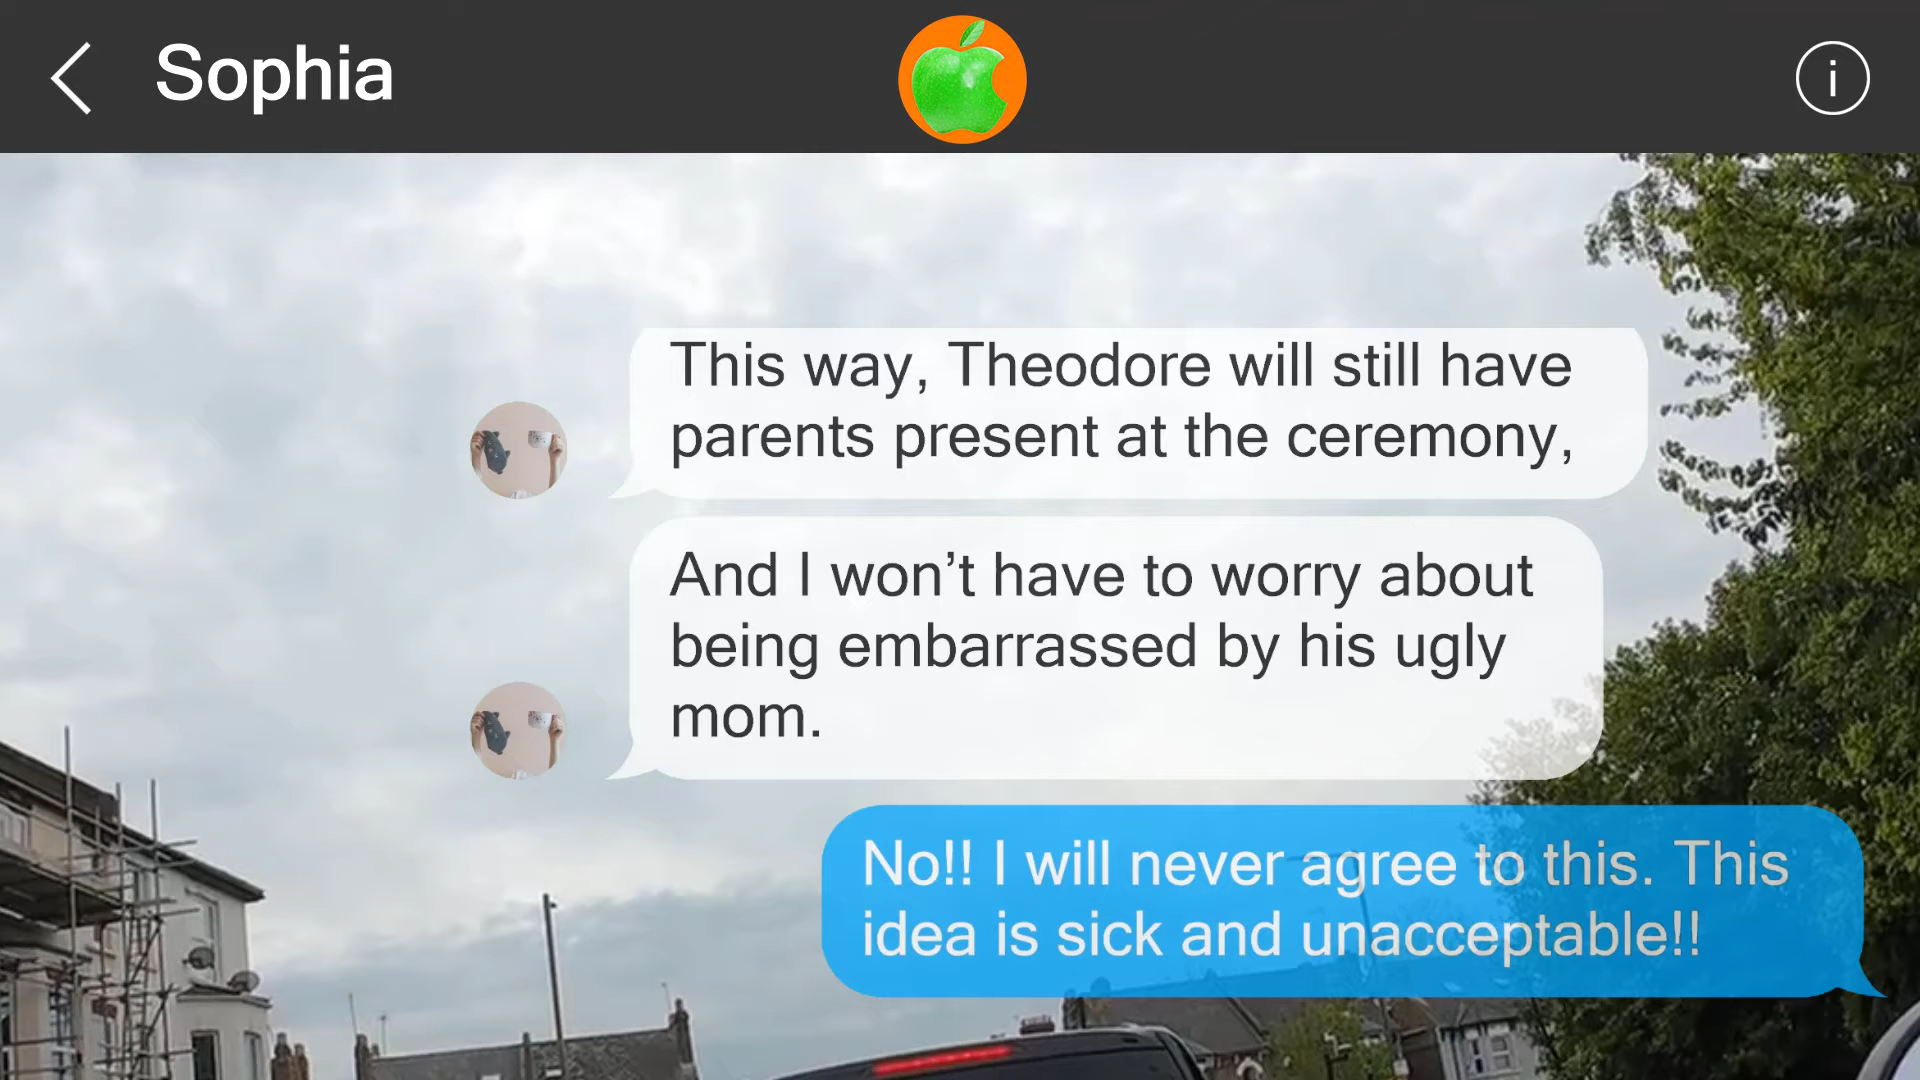 Sophia
i
This way, Theodore will still have
parents present at the ceremony,
And I won’t have to worry about
being embarrassed by his ugly
mom.
No!! I will never agree to this. This
idea is sick and unacceptable!!